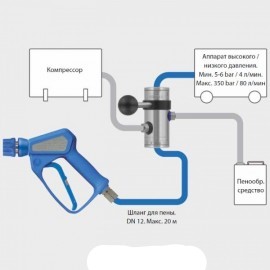 Компрессор
Аппарат высокого /
низкого давления.
Мин. 5-6 bar / 4 л/мин.
Макс. 350 bar / 80 л/мин
Пенообр.
средство
Шланг для пены.
DN 12. Макс. 20 м